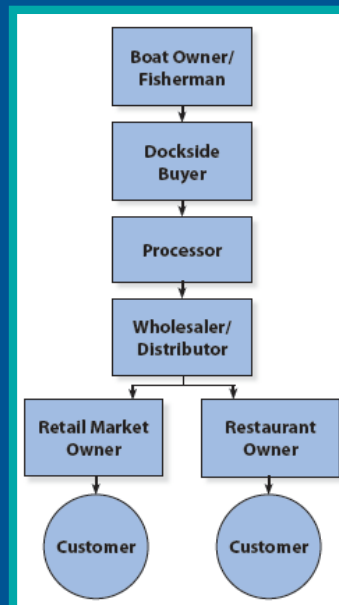 Boat Owner/
Fisherman
Dockside
Buyer
Processor
Wholesaler/
Distributor
Retail Market
Owner
Restaurant
Owner
Customer
Customer